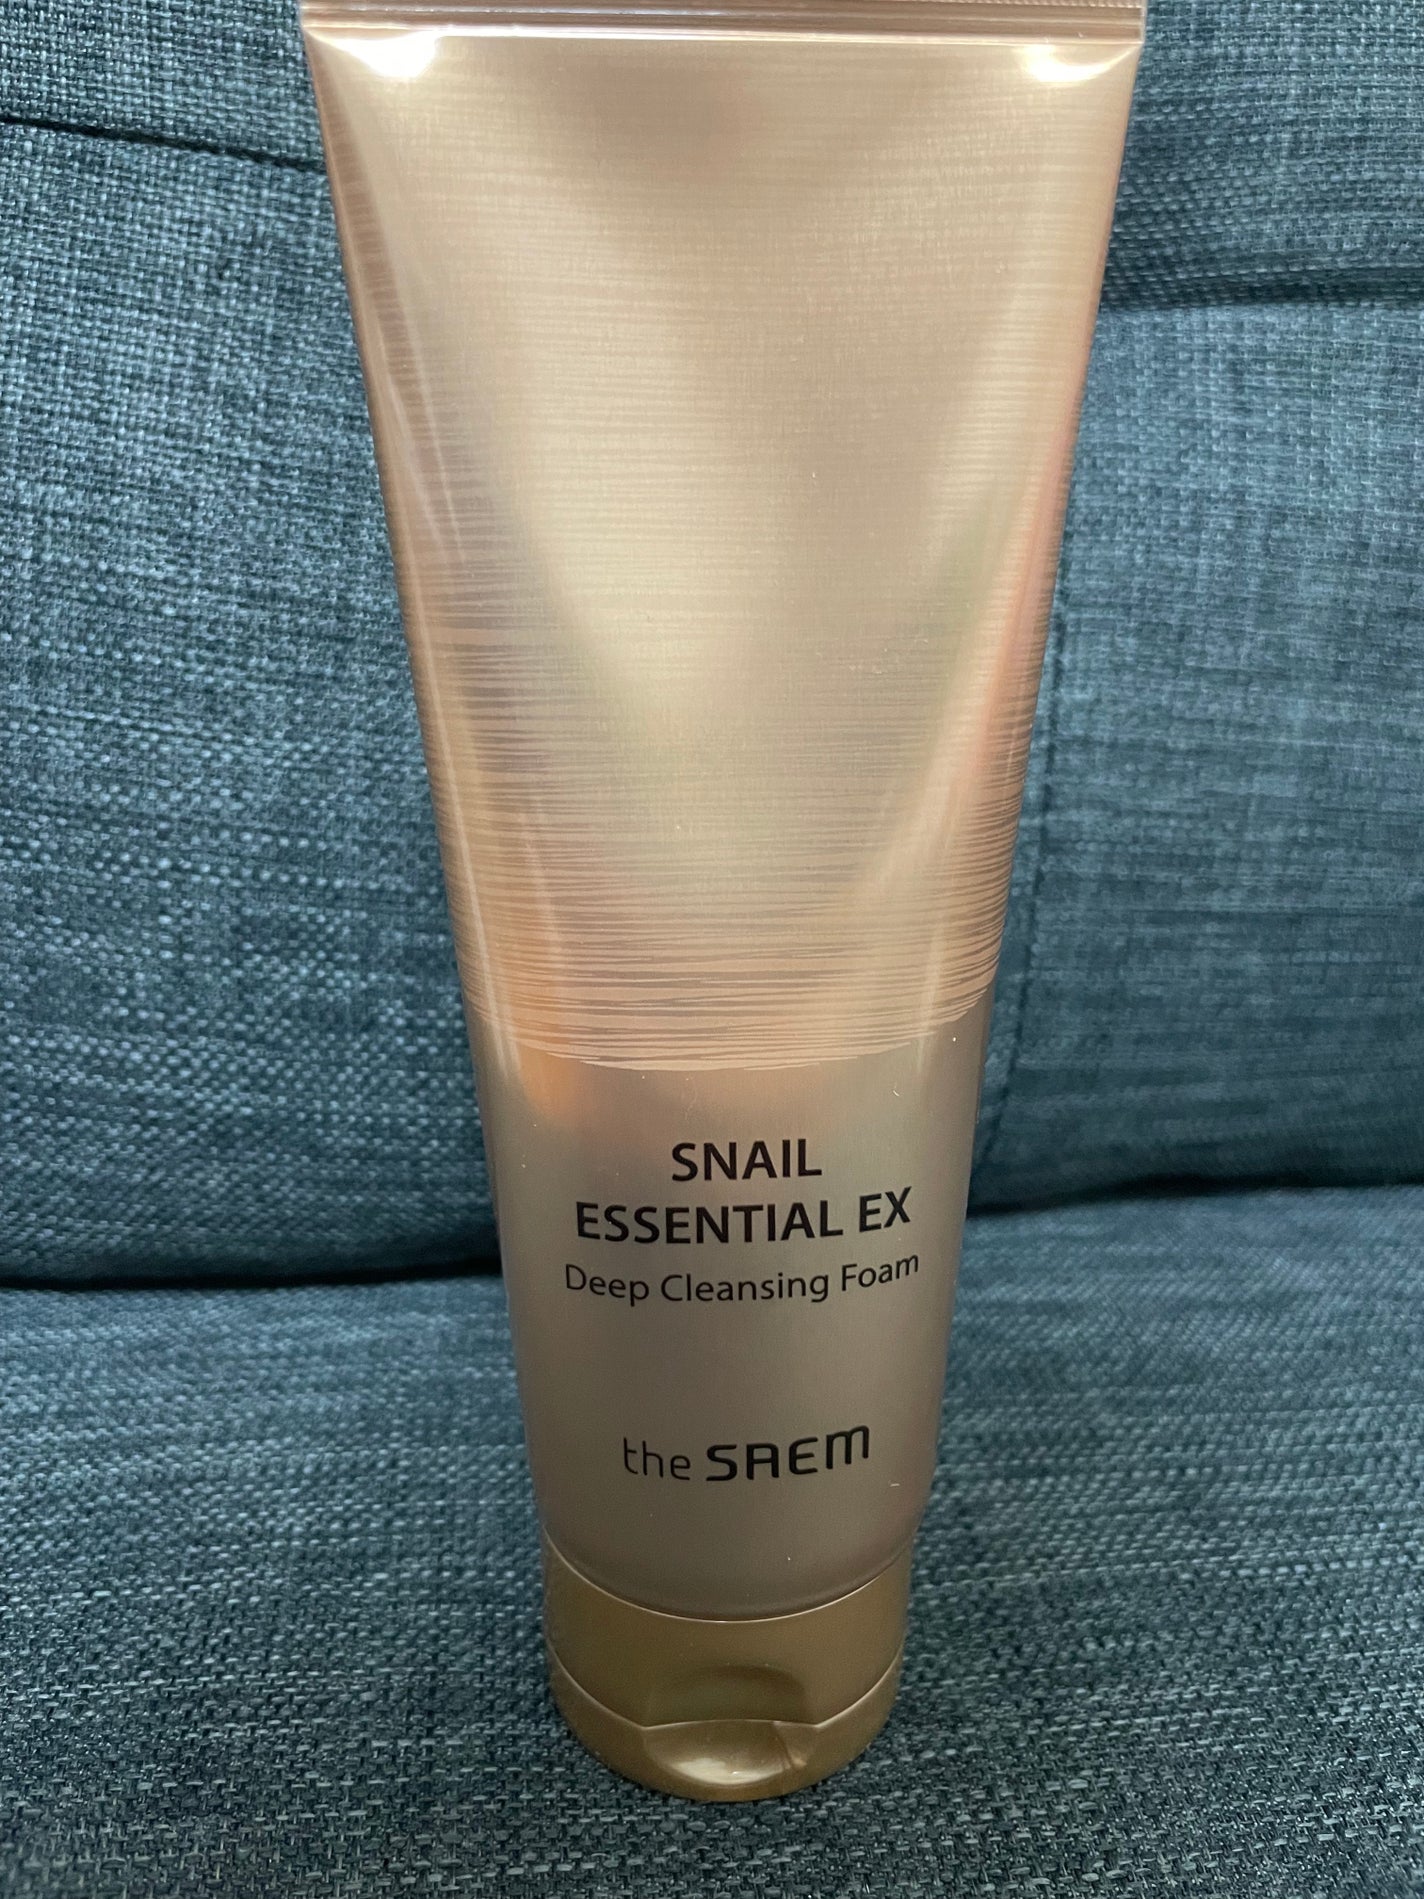 SNAIL
ESSENTIAL EX
Deep Cleansing Foam
the SAEM